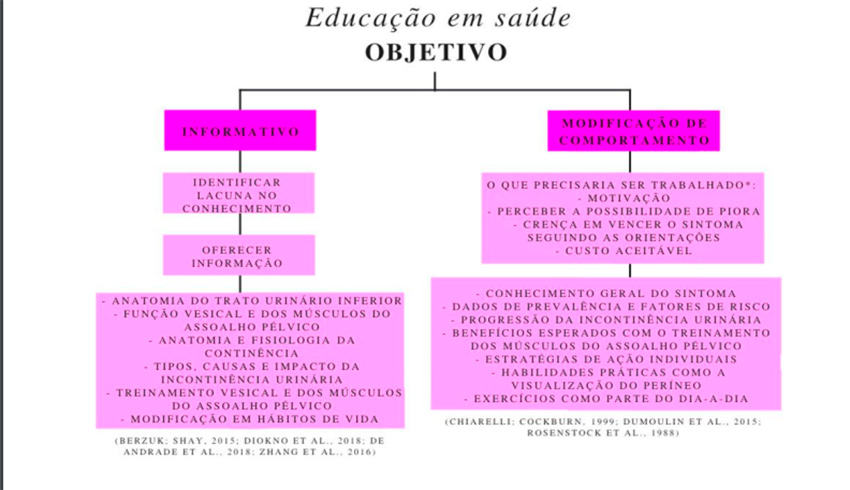 Educação em saúde
OBJETIVO
INFORMATIVO
IDENTIFICAR
LACUNA NO
CONHECIMENTO
OFERECER
INFORMAÇÃO
- ANATOMIA DO TRATO URINÁRIO INFERIOR
- FUNÇÃO VESICAL E DOS MÚSCULOS DO
ASSOALHO PÉLVICO
- ANATOMIA E FISIOLOGIA DA
CONTINÊNCIA
- TIPOS, CAUSAS E IMPACTO DA
INCONTINÊNCIA URINÁRIA
- TREINAMENTO VESICAL E DOS MÚSCULOS
DO ASSOALHO PÉLVICO
- MODIFICAÇÃO EM HÁBITOS DE VIDA
(BERZUK; SHAY, 2015; DIOKNO ET AL., 2018; DE
ANDRADE ET AL., 2018; ZHANG ET AL., 2016)
MODIFICAÇÃO DE
COMPORTAMENTO
O QUE PRECISARIA SER TRABALHADO*:
- MOTIVAÇÃO
- PERCEBER A POSSIBILIDADE DE PIORA
- CRENÇA EM VENCER O SINTOMA
SEGUINDO AS ORIENTAÇÕES
- CUSTO ACEITÁVEL
- CONHECIMENTO GERAL DO SINTOMA
- DADOS DE PREVALÊNCIA E FATORES DE RISCO
- PROGRESSÃO DA INCONTINÊNCIA URINÁRIA
- BENEFÍCIOS ESPERADOS COM O TREINAMENTO
DOS MÚSCULOS DO ASSOALHO PÉLVICO
- ESTRATÉGIAS DE AÇÃO INDIVIDUAIS
- HABILIDADES PRÁTICAS COMO A
VISUALIZAÇÃO DO PERÍNEO
- EXERCÍCIOS COMO PARTE DO DIA-A-DIA
(CHIARELLI; COCKBURN, 1999; DUMOULIN ET AL., 2015;
ROSENSTOCK ET AL., 1988)